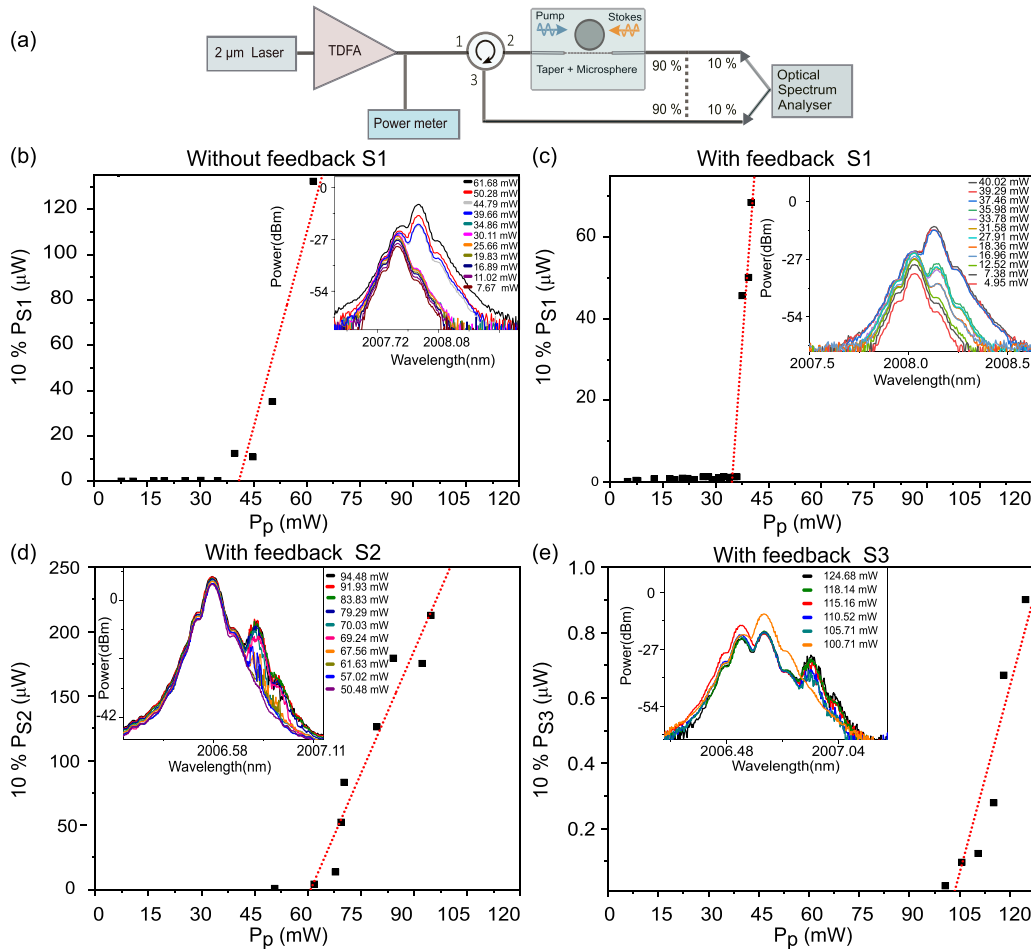 (a)
2 μm Laser
TDFA
1
2
3
Pump
Stokes
Taper + Microsphere
90 %
10 %
90 %
10 %
Optical
Spectrum
Analyser
Power meter
(b)
Without feedback S1
10 % PS1 (μW)
120
100
80
60
40
20
0
0 15 30 45 60 75 90 105 120
Pp (mW)
Power(dBm)
0
-27
-54
2007.72 2008.08
Wavelength(nm)
61.68 mW
50.28 mW
44.79 mW
39.66 mW
34.86 mW
30.11 mW
25.66 mW
19.83 mW
16.89 mW
11.02 mW
7.67 mW
(c)
With feedback S1
10 % PS1 (μW)
60
40
20
0
0 15 30 45 60 75 90 105 120
Pp (mW)
Power(dBm)
0
-27
-54
2007.5 2008.0 2008.5
Wavelength(nm)
40.02 mW
39.29 mW
37.46 mW
35.98 mW
33.78 mW
31.58 mW
27.91 mW
18.36 mW
16.96 mW
12.52 mW
7.38 mW
4.95 mW
(d)
With feedback S2
10 % PS2 (μW)
250
200
150
100
50
0
0 15 30 45 60 75 90 105 120
Pp (mW)
Power(dBm)
0
-42
2006.58 2007.11
Wavelength(nm)
94.48 mW
91.93 mW
83.83 mW
79.29 mW
70.03 mW
69.24 mW
67.56 mW
61.63 mW
57.02 mW
50.48 mW
(e)
With feedback S3
10 % PS3 (μW)
1.0
0.8
0.6
0.4
0.2
0 15 30 45 60 75 90 105 120
Pp (mW)
Power(dBm)
0
-27
-54
2006.48 2007.04
Wavelength(nm)
124.68 mW
118.14 mW
115.16 mW
110.52 mW
105.71 mW
100.71 mW